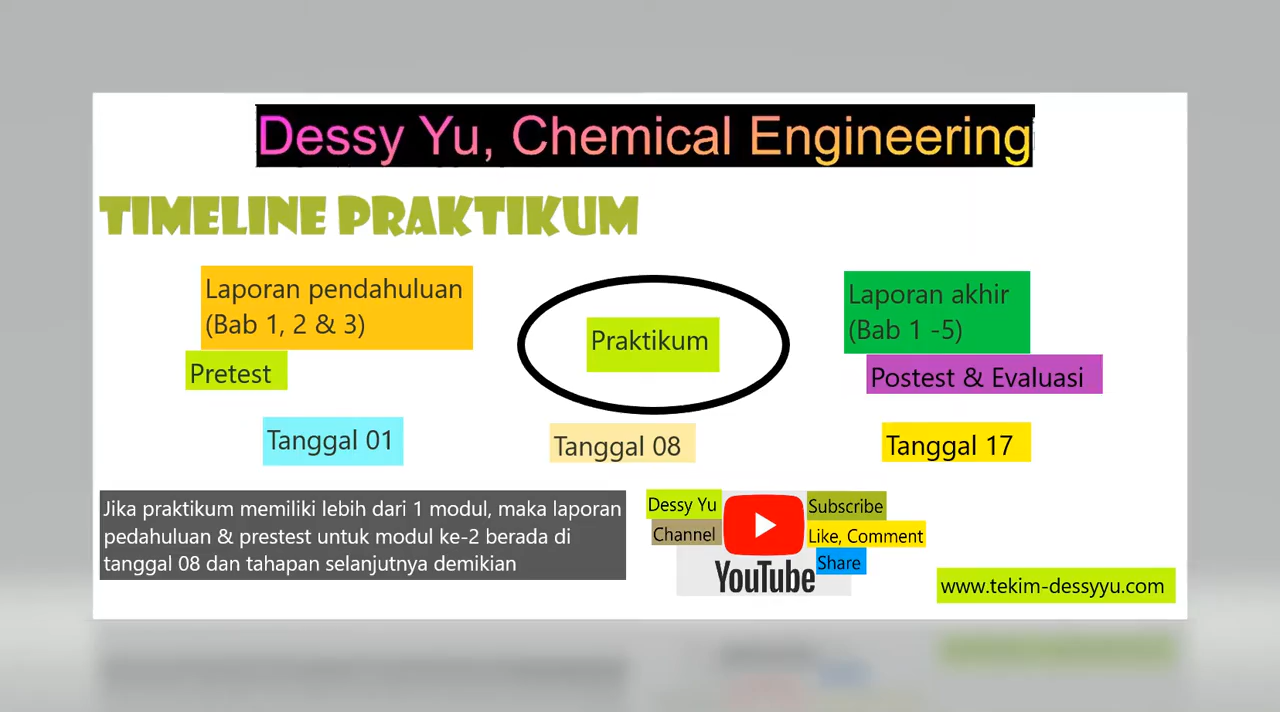 Dessy Yu, Chemical Engineering
TIMELINE PRAKTIKUM
Laporan pendahuluan
(Bab 1, 2 & 3)
Pretest
Tanggal 01
Praktikum
Tanggal 08
Laporan akhir
(Bab 1 -5)
Postest & Evaluasi
Tanggal 17
Jika praktikum memiliki lebih dari 1 modul, maka laporan
pedahuluan & prestest untuk modul ke-2 berada di
tanggal 08 dan tahapan selanjutnya demikian
Dessy Yu
Channel
YouTube
Subscribe
Like, Comment
Share
www.tekim-dessyyu.com